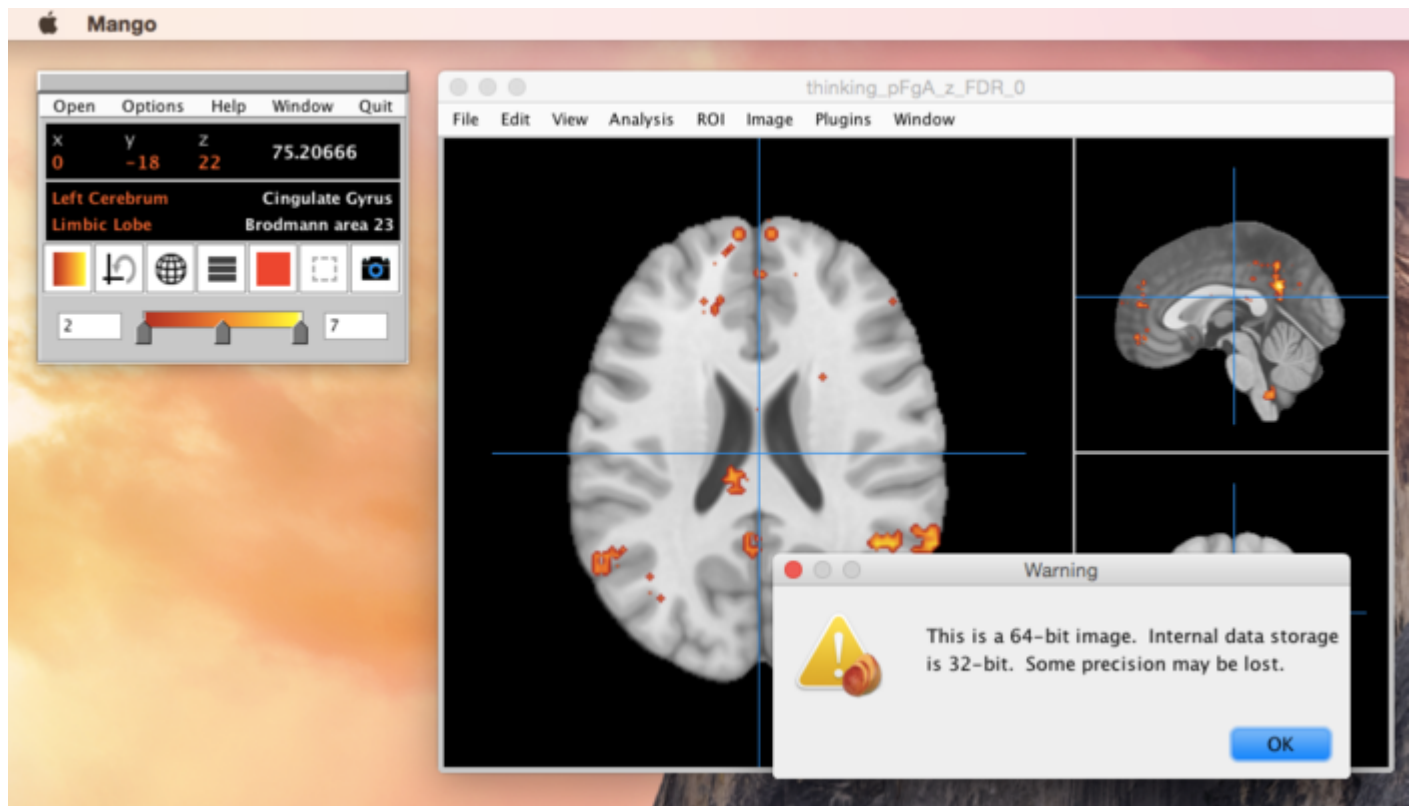 Mango
Open Options Help Window Quit
x y z
0 -18 22 75.20666
Left Cerebrum Cingulate Gyrus
Limbic Lobe Brodmann area 23
2 7
thinking_pFgA_z_FDR_0
File Edit View Analysis ROI Image Plugins Window
Warning
This is a 64-bit image. Internal data storage
is 32-bit. Some precision may be lost.
OK